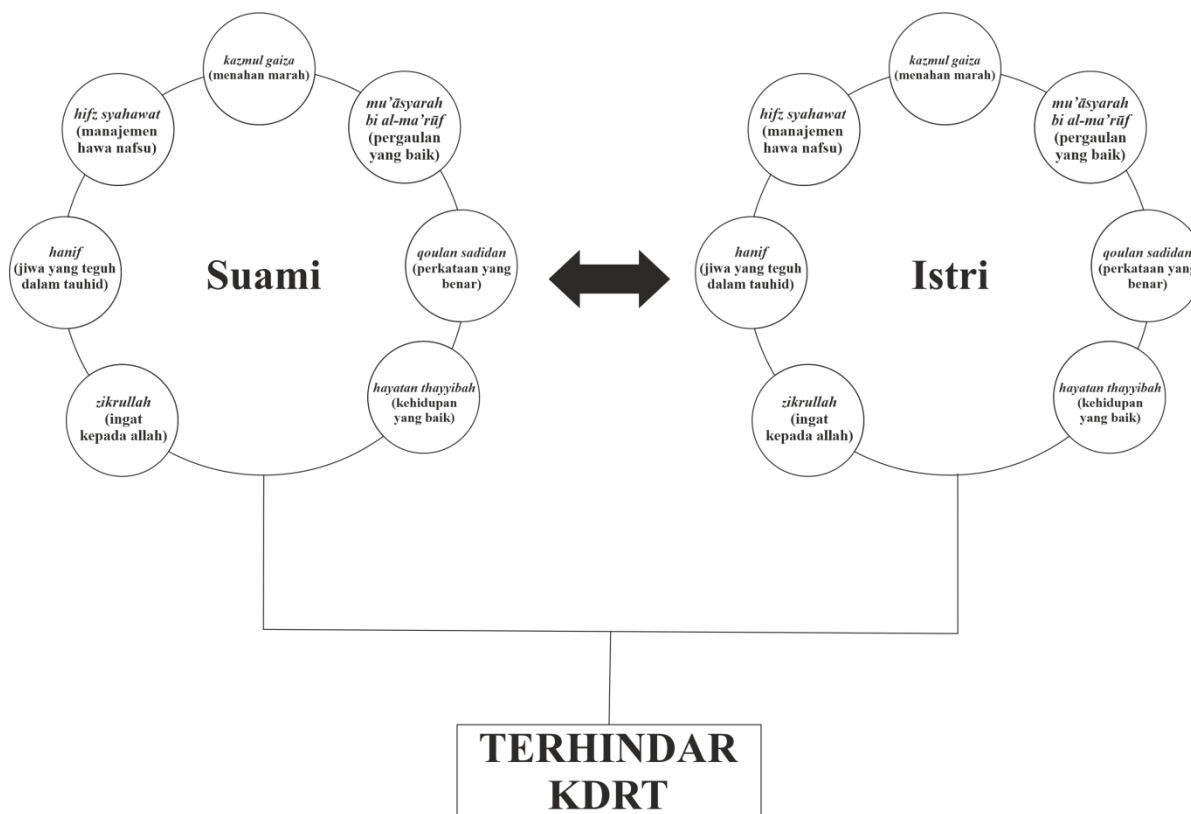 kazmul gaiza
(menahan marah)
hifz syahawat
(manajemen
hawa nafsu)
mu’āsyarah
bi al-ma’rūf
(pergaulan
yang baik)
hanif
(jiwa yang teguh
dalam tauhid)
Suami
qoulan sadidan
(perkataan yang
benar)
zikrullah
(ingat
kepada allah)
hayatan thayyibah
(kehidupan
yang baik)
kazmul gaiza
(menahan marah)
hifz syahawat
(manajemen
hawa nafsu)
mu’āsyarah
bi al-ma’rūf
(pergaulan
yang baik)
hanif
(jiwa yang teguh
dalam tauhid)
Istri
qoulan sadidan
(perkataan yang
benar)
zikrullah
(ingat
kepada allah)
hayatan thayyibah
(kehidupan
yang baik)
TERHINDAR
KDRT